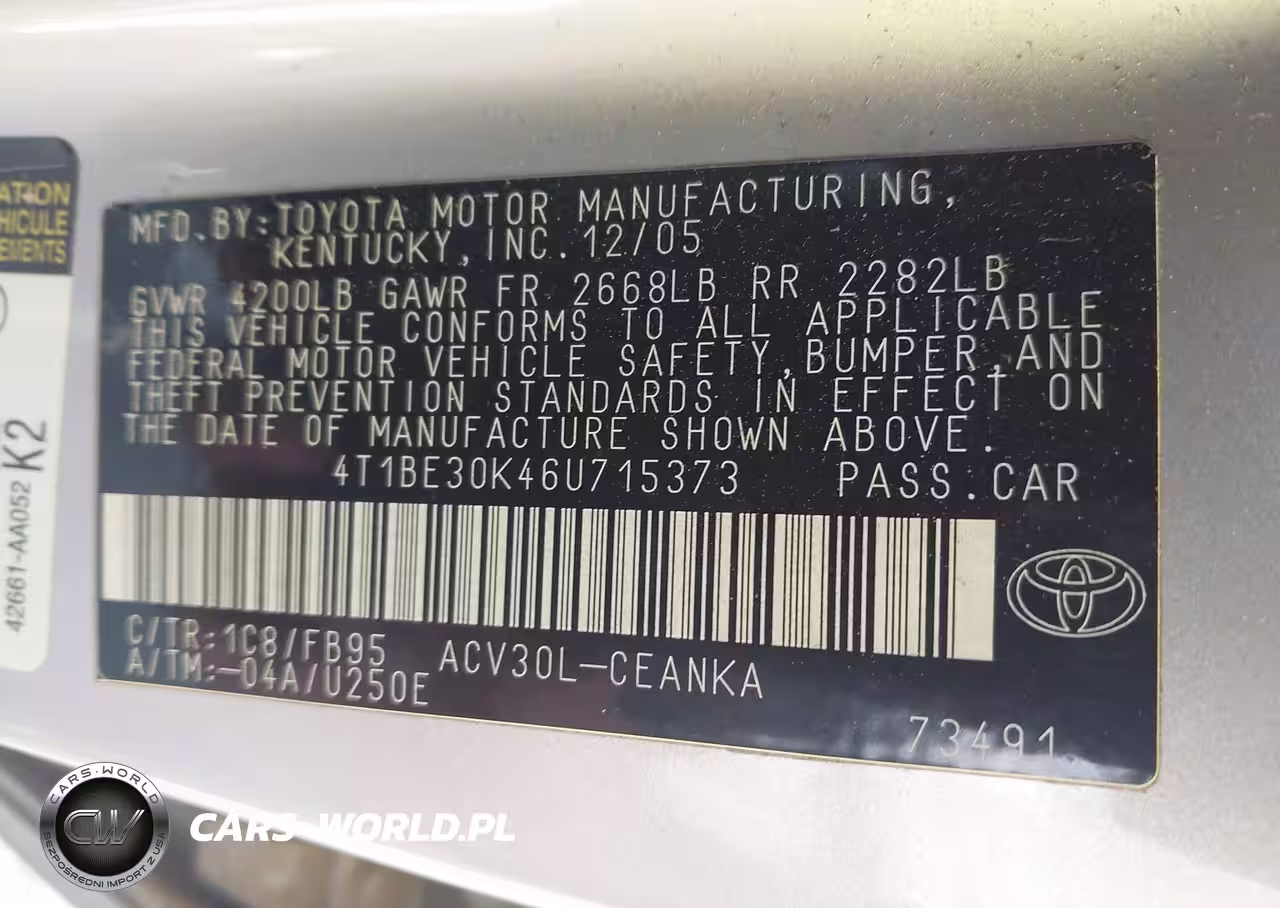 ATION
HICULE
EMENTS
42661-AA052 K2
MFD. BY: TOYOTA MOTOR MANUFACTURING,
KENTUCKY, INC. 12/05
GVWR 4200LB GAWR FR 2668LB RR 2282LB
THIS VEHICLE CONFORMS TO ALL APPLICABLE
FEDERAL MOTOR VEHICLE SAFETY, BUMPER, AND
THEFT PREVENTION STANDARDS IN EFFECT ON
THE DATE OF MANUFACTURE SHOWN ABOVE.
4T1BE30K46U715373 PASS. CAR
C/TR:1C8/FB95 ACV30L-CEANKA
A/TM:-04A/U250E
73491
CARS-WORLD
CW
BEZPOŚREDNI IMPORT Z USA
CARS-WORLD.PL